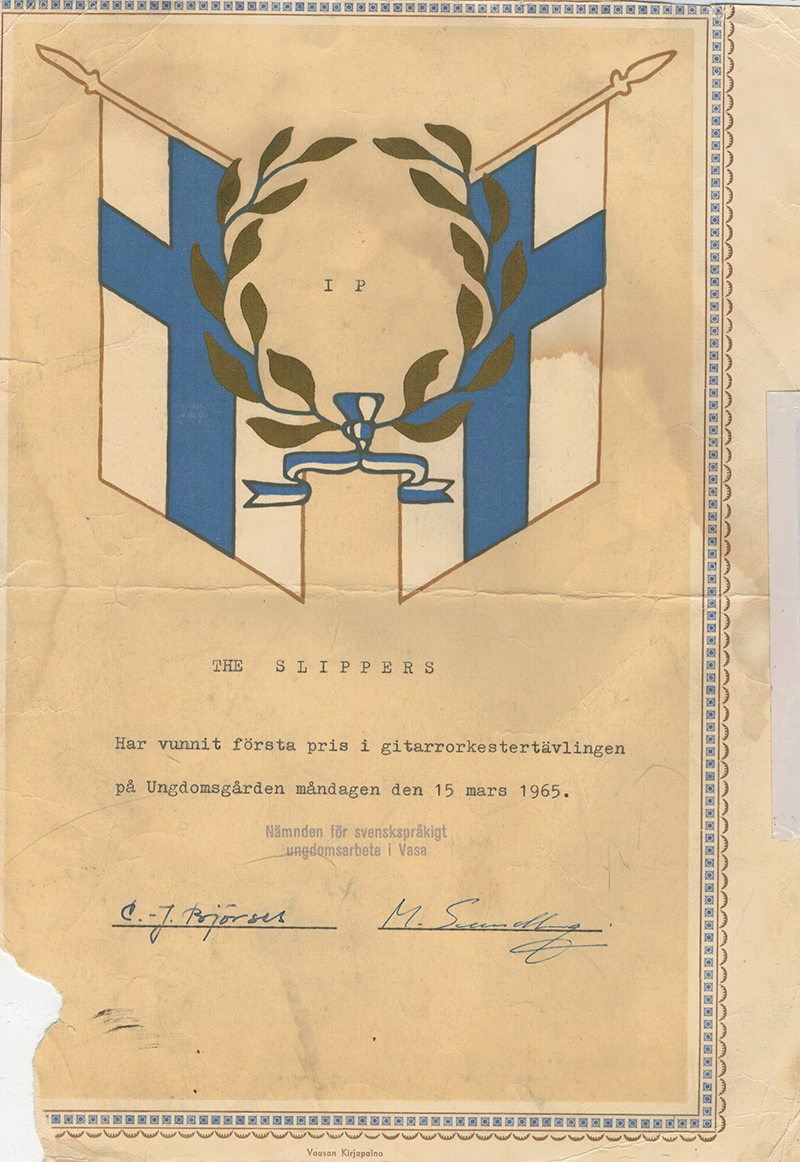 I P
THE SLIPPERS
Har vunnit första pris i gitarrorkestertävlingen
på Ungdomsgården måndagen den 15 mars 1965.
Nämnden för svenskspråkigt
ungdomsarbete i Vasa
C.-J. M.
Vaasan Kirjapaino